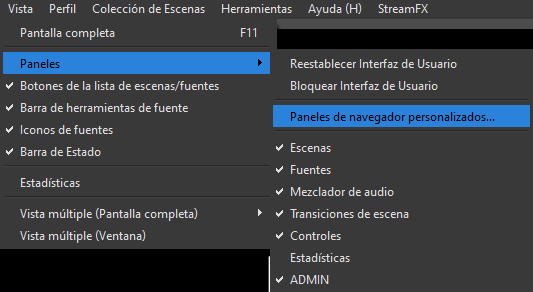 Vista Perfil Colección de Escenas Herramientas Ayuda (H) StreamFX
Pantalla completa F11
Paneles
Botones de la lista de escenas/fuentes
Barra de herramientas de fuente
Iconos de fuentes
Barra de Estado
Estadísticas
Vista múltiple (Pantalla completa)
Vista múltiple (Ventana)
Reestablecer Interfaz de Usuario
Bloquear Interfaz de Usuario
Paneles de navegador personalizados...
Escenas
Fuentes
Mezclador de audio
Transiciones de escena
Controles
Estadísticas
ADMIN